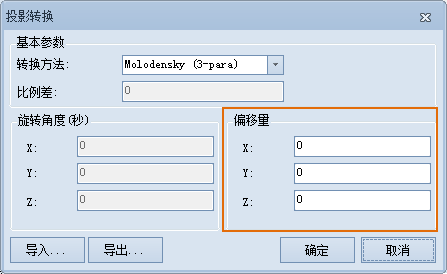 投影转换
基本参数
转换方法: Molodensky (3-para)
比例差: 0
旋转角度(秒)
X: 0
Y: 0
Z: 0
偏移量
X: 0
Y: 0
Z: 0
导入... 导出... 确定 取消